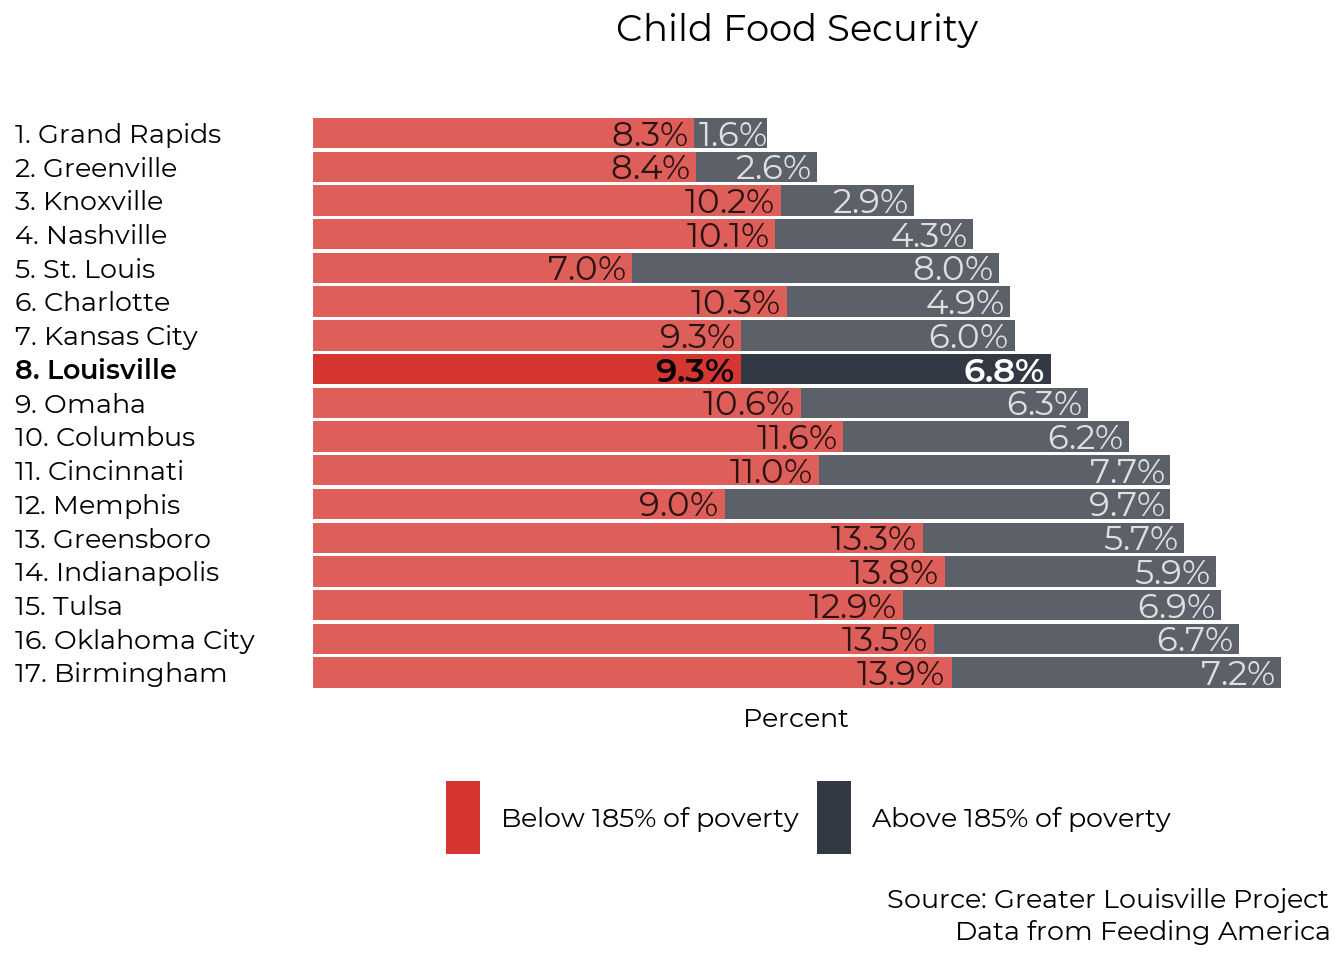 Child Food Security
1. Grand Rapids 8.3% 1.6%
2. Greenville 8.4% 2.6%
3. Knoxville 10.2% 2.9%
4. Nashville 10.1% 4.3%
5. St. Louis 7.0% 8.0%
6. Charlotte 10.3% 4.9%
7. Kansas City 9.3% 6.0%
8. Louisville 9.3% 6.8%
9. Omaha 10.6% 6.3%
10. Columbus 11.6% 6.2%
11. Cincinnati 11.0% 7.7%
12. Memphis 9.0% 9.7%
13. Greensboro 13.3% 5.7%
14. Indianapolis 13.8% 5.9%
15. Tulsa 12.9% 6.9%
16. Oklahoma City 13.5% 6.7%
17. Birmingham 13.9% 7.2%
Percent
Below 185% of poverty Above 185% of poverty
Source: Greater Louisville Project
Data from Feeding America